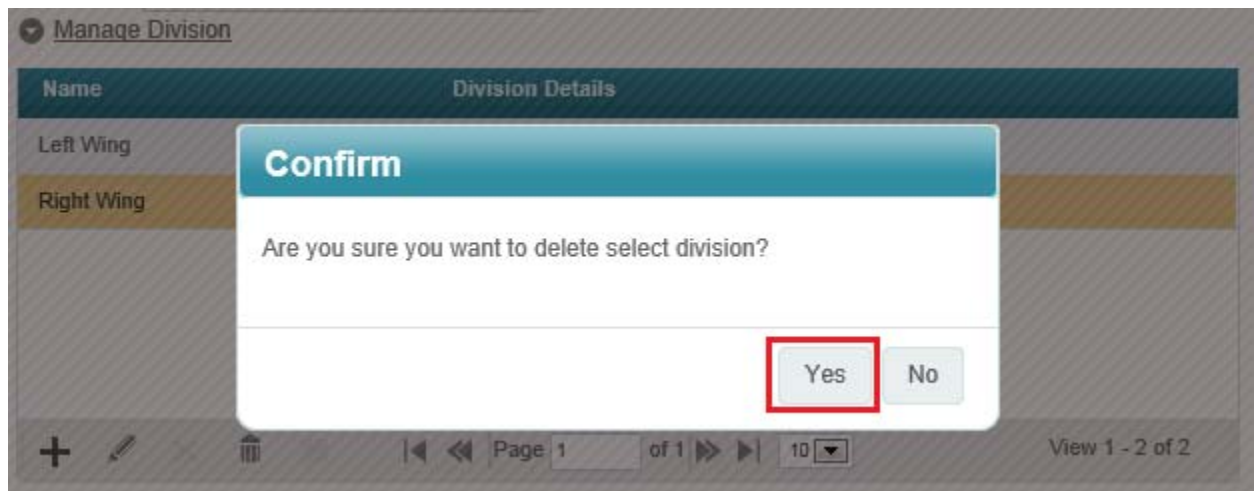 Manage Division
Name Division Details
Left Wing
Confirm
Right Wing
Are you sure you want to delete select division?
Yes No
Page 1 of 1 10 View 1 - 2 of 2